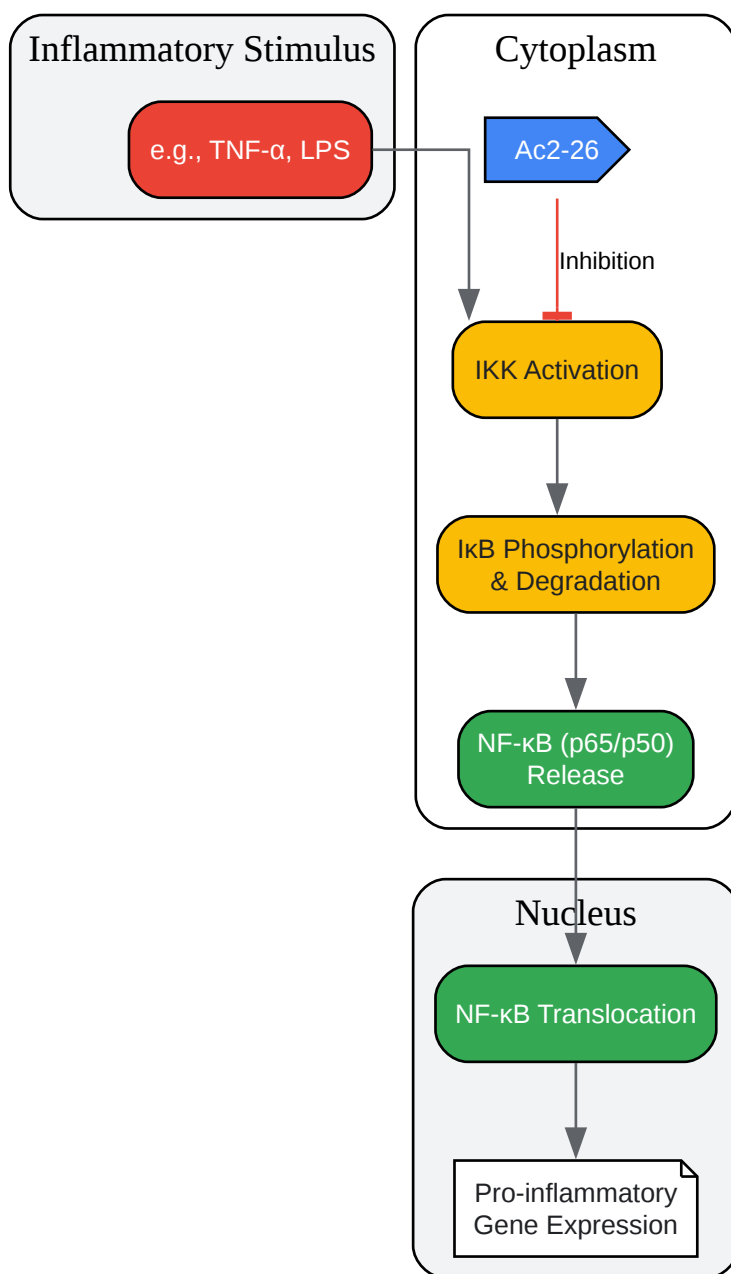 Inflammatory Stimulus
e.g., TNF-α, LPS
Cytoplasm
Ac2-26
Inhibition
IKK Activation
IκB Phosphorylation
& Degradation
NF-κB (p65/p50)
Release
Nucleus
NF-κB Translocation
Pro-inflammatory
Gene Expression